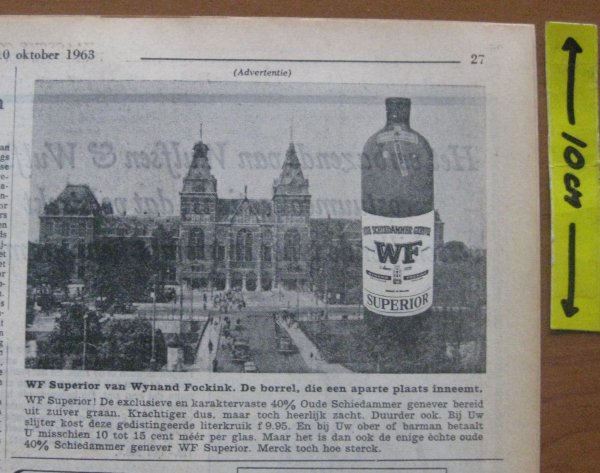 10 oktober 1963
27
(Advertentie)
OUDE SCHIEDAMMER GENEVER
WF
SUPERIOR
10 cm
WF Superior van Wynand Fockink. De borrel, die een aparte plaats inneemt.
WF Superior! De exclusieve en karaktervaste 40% Oude Schiedammer genever bereid
uit zuiver graan. Krachtiger dus, maar toch heerlijk zacht. Duurder ook. Bij Uw
slijter kost deze gedistingeerde literkruik f 9.95. En bij Uw ober of barman betaalt
U misschien 10 tot 15 cent méér per glas. Maar het is dan ook de enige èchte oude
40% Schiedammer genever WF Superior. Merck toch hoe sterck.